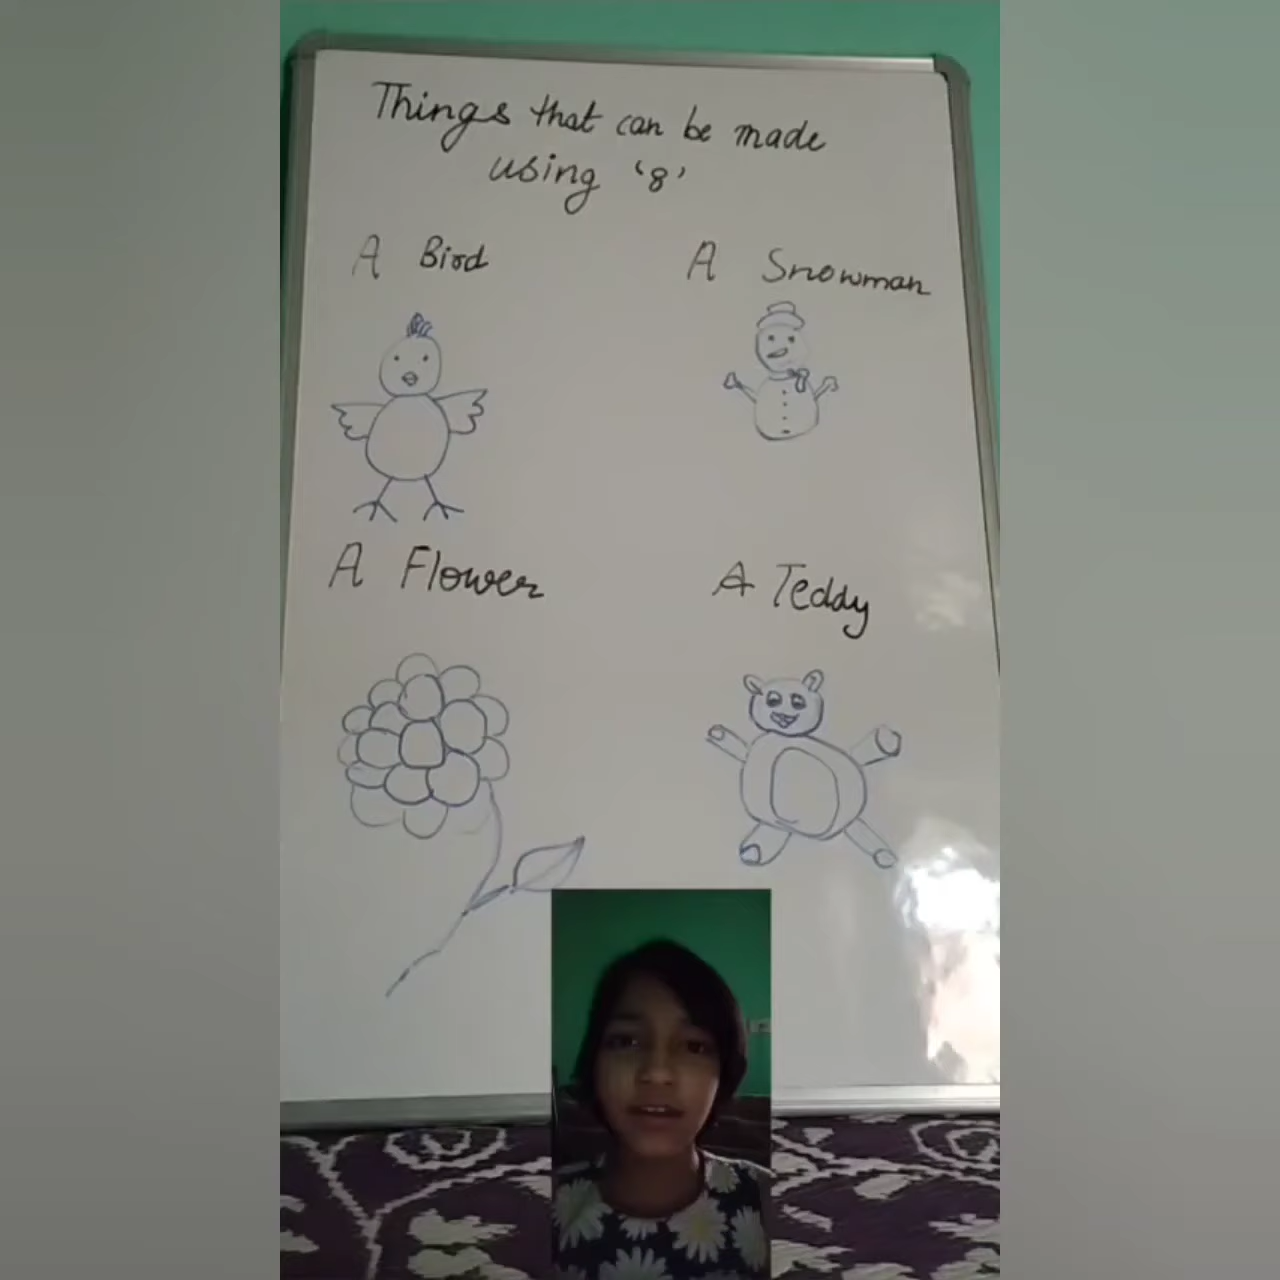 Things that can be made
using '8'
A Bird
A Snowman
A Flower
A Teddy